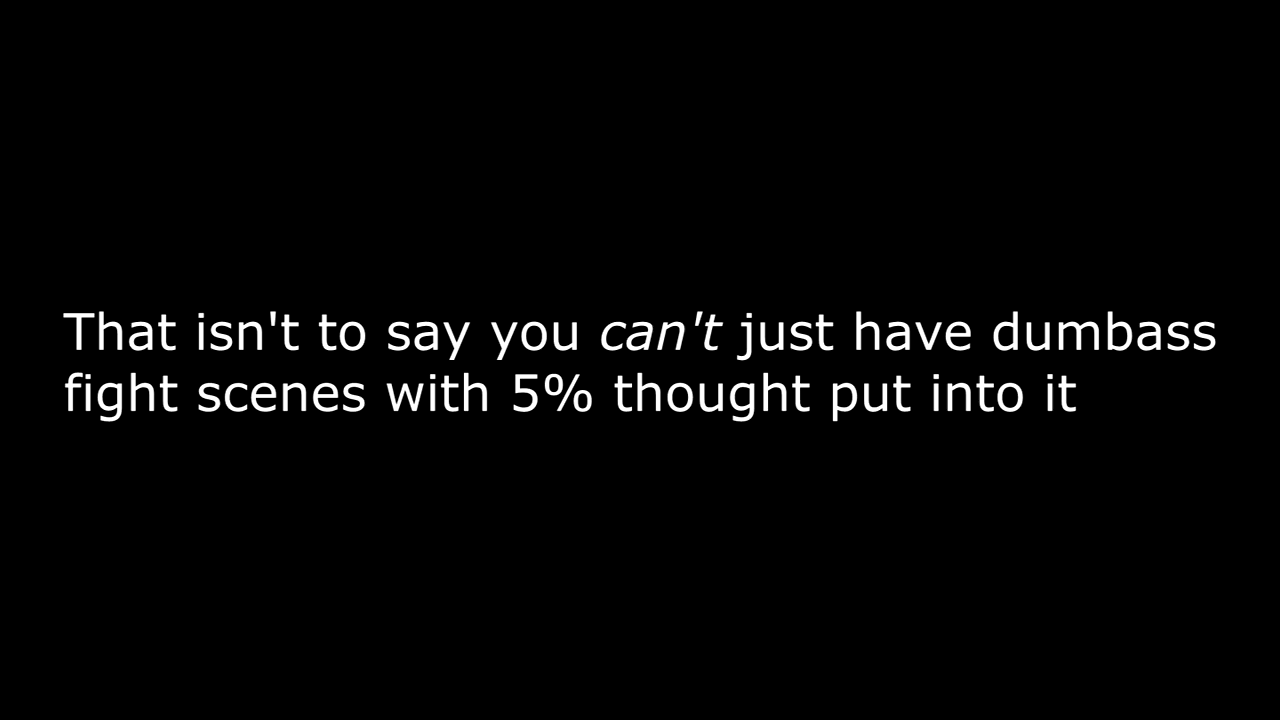 That isn't to say you can't just have dumbass
fight scenes with 5% thought put into it